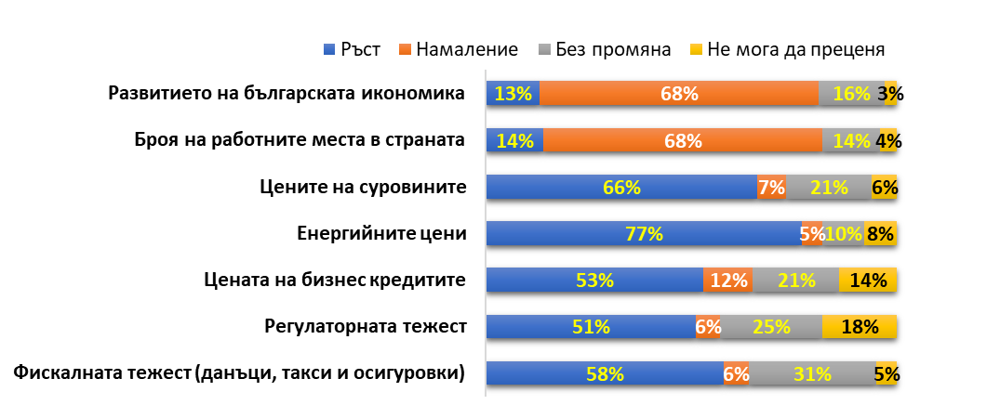 Ръст Намаление Без промяна Не мога да преценя
Развитието на българската икономика 13% 68% 16% 3%
Броя на работните места в страната 14% 68% 14% 4%
Цените на суровините 66% 7% 21% 6%
Енергийните цени 77% 5% 10% 8%
Цената на бизнес кредитите 53% 12% 21% 14%
Регулаторната тежест 51% 6% 25% 18%
Фискалната тежест (данъци, такси и осигуровки) 58% 6% 31% 5%